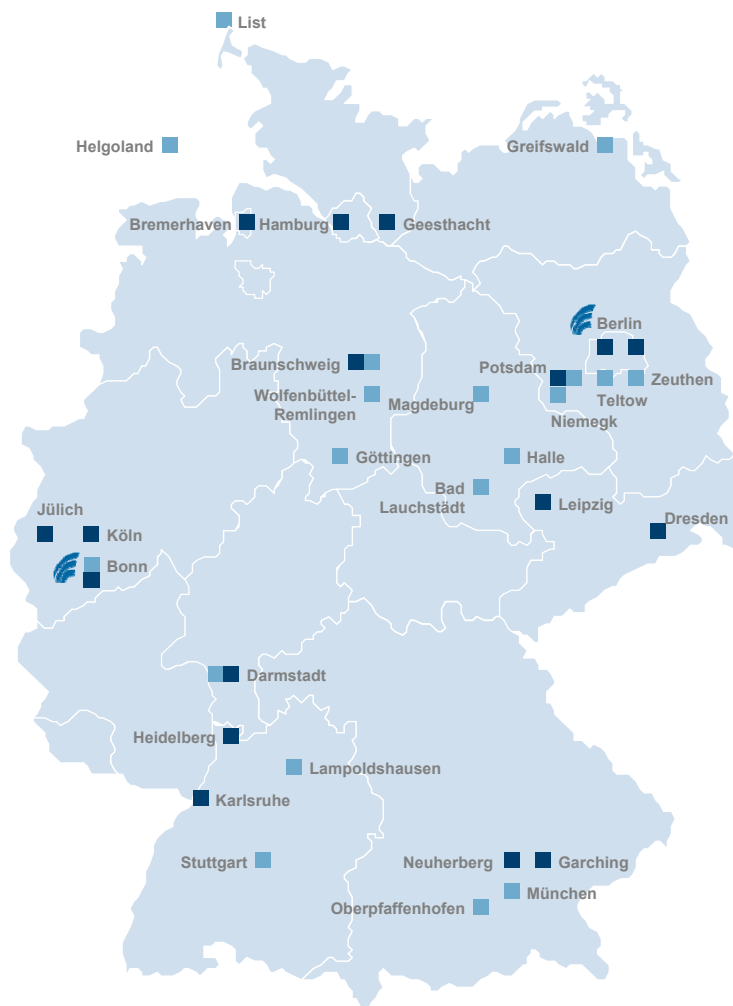 List
Helgoland
Greifswald
Bremerhaven
Hamburg
Geesthacht
Berlin
Braunschweig
Potsdam
Zeuthen
Wolfenbüttel-
Remlingen
Magdeburg
Teltow
Niemegk
Göttingen
Halle
Bad
Lauchstädt
Leipzig
Jülich
Dresden
Köln
Bonn
Darmstadt
Heidelberg
Lampoldshausen
Karlsruhe
Stuttgart
Neuherberg
Garching
München
Oberpfaffenhofen